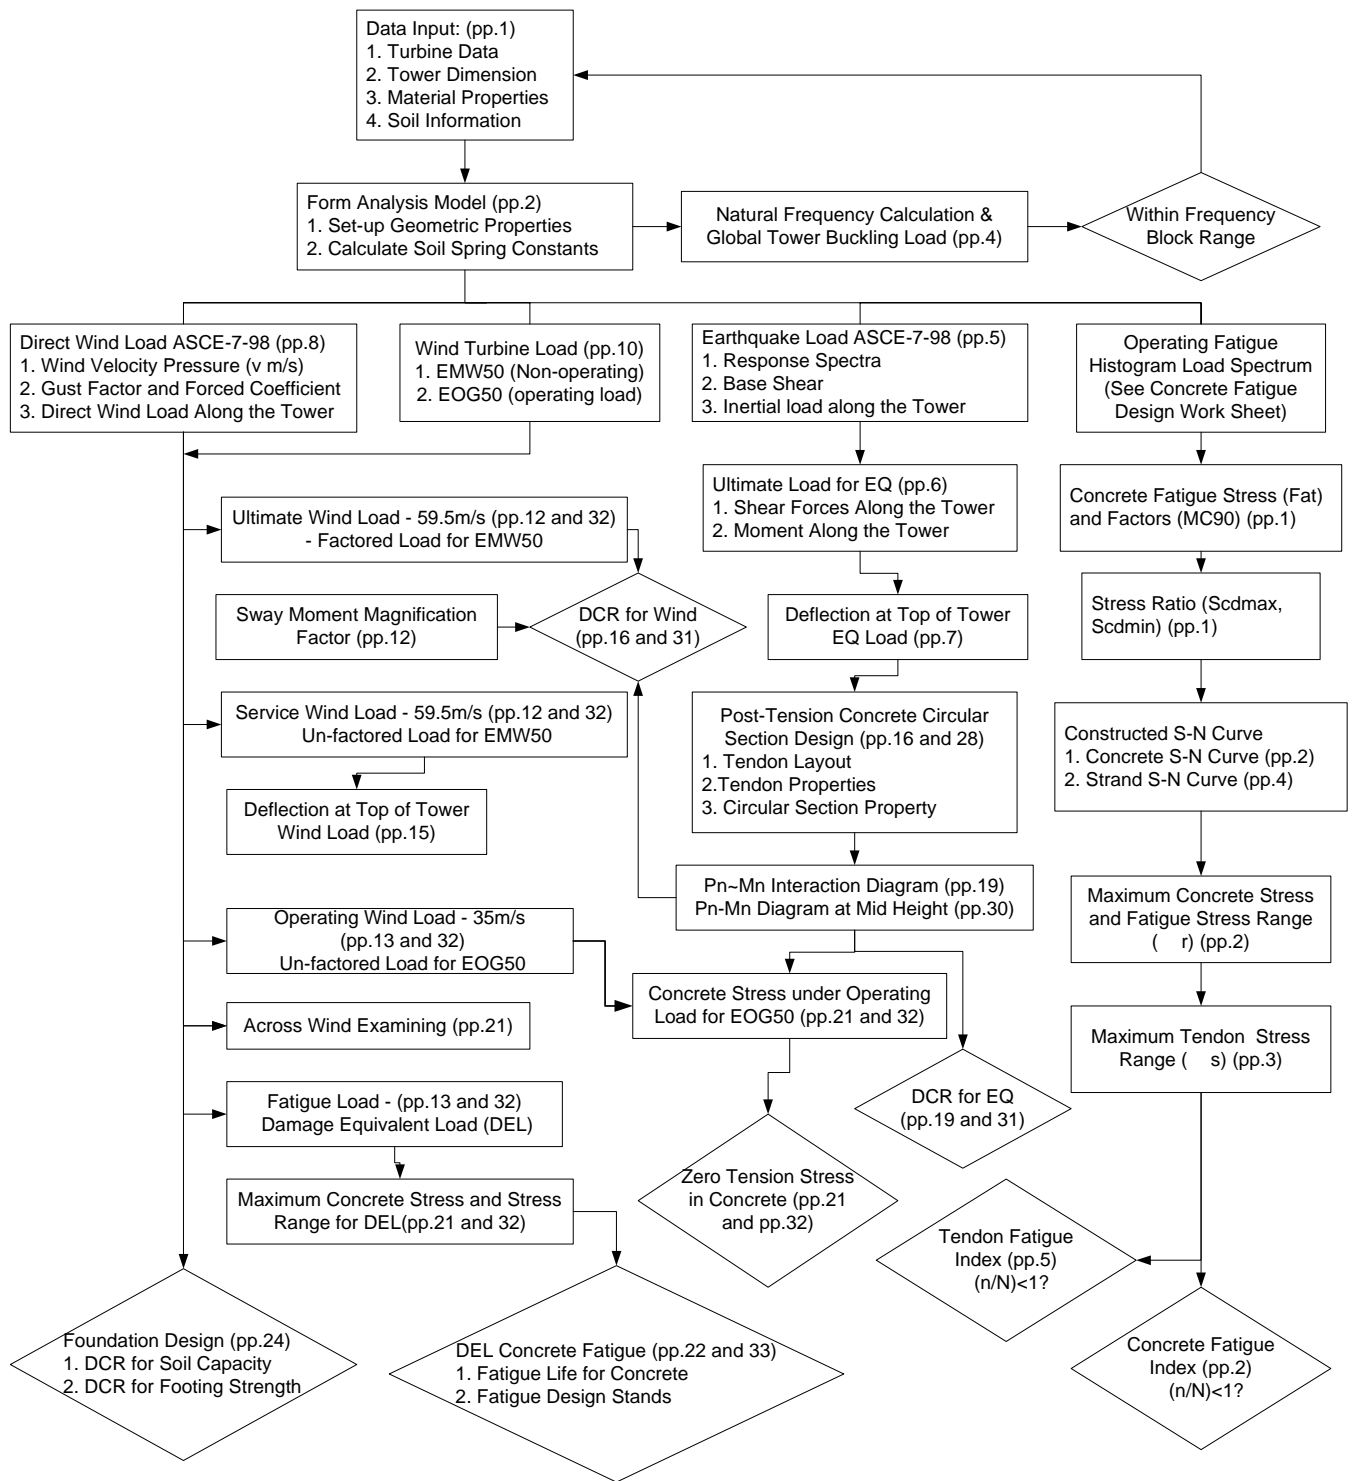 Data Input: (pp.1)
1. Turbine Data
2. Tower Dimension
3. Material Properties
4. Soil Information
Form Analysis Model (pp.2)
1. Set-up Geometric Properties
2. Calculate Soil Spring Constants
Natural Frequency Calculation &
Global Tower Buckling Load (pp.4)
Within Frequency
Block Range
Direct Wind Load ASCE-7-98 (pp.8)
1. Wind Velocity Pressure (v m/s)
2. Gust Factor and Forced Coefficient
3. Direct Wind Load Along the Tower
Wind Turbine Load (pp.10)
1. EMW50 (Non-operating)
2. EOG50 (operating load)
Earthquake Load ASCE-7-98 (pp.5)
1. Response Spectra
2. Base Shear
3. Inertial load along the Tower
Operating Fatigue
Histogram Load Spectrum
(See Concrete Fatigue
Design Work Sheet)
Ultimate Wind Load - 59.5m/s (pp.12 and 32)
- Factored Load for EMW50
Ultimate Load for EQ (pp.6)
1. Shear Forces Along the Tower
2. Moment Along the Tower
Concrete Fatigue Stress (Fat)
and Factors (MC90) (pp.1)
Sway Moment Magnification
Factor (pp.12)
DCR for Wind
(pp.16 and 31)
Deflection at Top of Tower
EQ Load (pp.7)
Stress Ratio (Scdmax,
Scdmin) (pp.1)
Service Wind Load - 59.5m/s (pp.12 and 32)
Un-factored Load for EMW50
Post-Tension Concrete Circular
Section Design (pp.16 and 28)
1. Tendon Layout
2.Tendon Properties
3. Circular Section Property
Constructed S-N Curve
1. Concrete S-N Curve (pp.2)
2. Strand S-N Curve (pp.4)
Deflection at Top of Tower
Wind Load (pp.15)
Pn~Mn Interaction Diagram (pp.19)
Pn-Mn Diagram at Mid Height (pp.30)
Maximum Concrete Stress
and Fatigue Stress Range
( r) (pp.2)
Operating Wind Load - 35m/s
(pp.13 and 32)
Un-factored Load for EOG50
Concrete Stress under Operating
Load for EOG50 (pp.21 and 32)
Across Wind Examining (pp.21)
Maximum Tendon Stress
Range ( s) (pp.3)
Fatigue Load - (pp.13 and 32)
Damage Equivalent Load (DEL)
DCR for EQ
(pp.19 and 31)
Zero Tension Stress
in Concrete (pp.21
and pp.32)
Maximum Concrete Stress and Stress
Range for DEL(pp.21 and 32)
Tendon Fatigue
Index (pp.5)
(n/N)<1?
Foundation Design (pp.24)
1. DCR for Soil Capacity
2. DCR for Footing Strength
DEL Concrete Fatigue (pp.22 and 33)
1. Fatigue Life for Concrete
2. Fatigue Design Stands
Concrete Fatigue
Index (pp.2)
(n/N)<1?